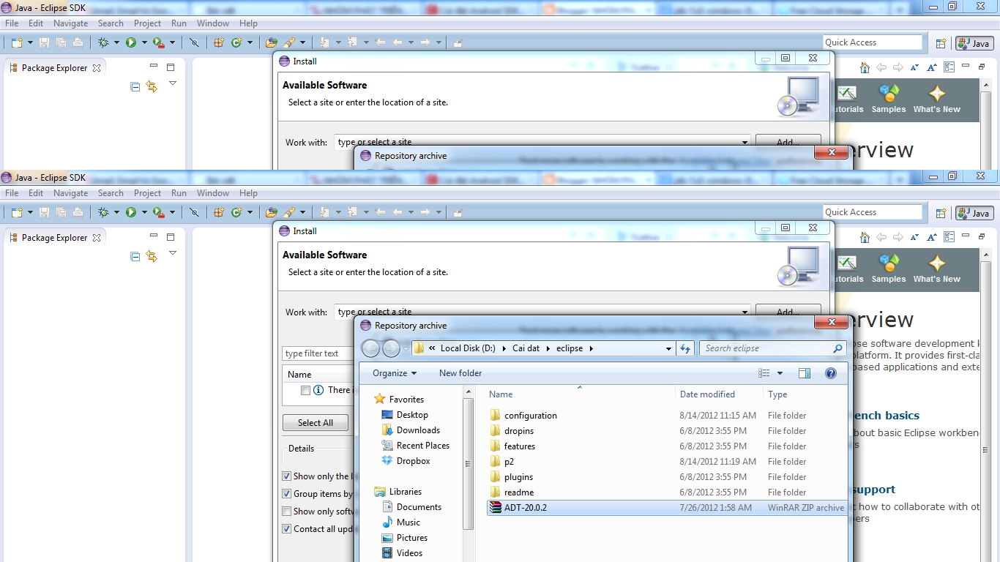 Java - Eclipse SDK
File Edit Navigate Search Project Run Window Help
Quick Access
Java
Package Explorer
Install
Available Software
Select a site or enter the location of a site.
utorials Samples What's New
Work with: type or select a site Add...
erview
Repository archive
Java - Eclipse SDK
File Edit Navigate Search Project Run Window Help
Quick Access
Java
Package Explorer
Install
Available Software
Select a site or enter the location of a site.
utorials Samples What's New
Work with: type or select a site Add...
erview
Repository archive
« Local Disk (D:) Cai dat eclipse
Search eclipse
pse software development
platform. It provides first-cla
based applications and exte
type filter text
Organize New folder
Name
There i
Select All
Details
Show only the l
Group items by
Show only softw
Contact all upd
Favorites
Desktop
Downloads
Recent Places
Dropbox
Libraries
Documents
Music
Pictures
Videos
Name Date modified Type
configuration 8/14/2012 11:15 AM File folder
dropins 6/8/2012 3:55 PM File folder
features 6/8/2012 3:55 PM File folder
p2 8/14/2012 11:19 AM File folder
plugins 6/8/2012 3:55 PM File folder
readme 6/8/2012 3:55 PM File folder
ADT-20.0.2 7/26/2012 1:58 AM WinRAR ZIP archive
ench basics
bout basic Eclipse workben
s
support
t how to collaborate with ot
pers